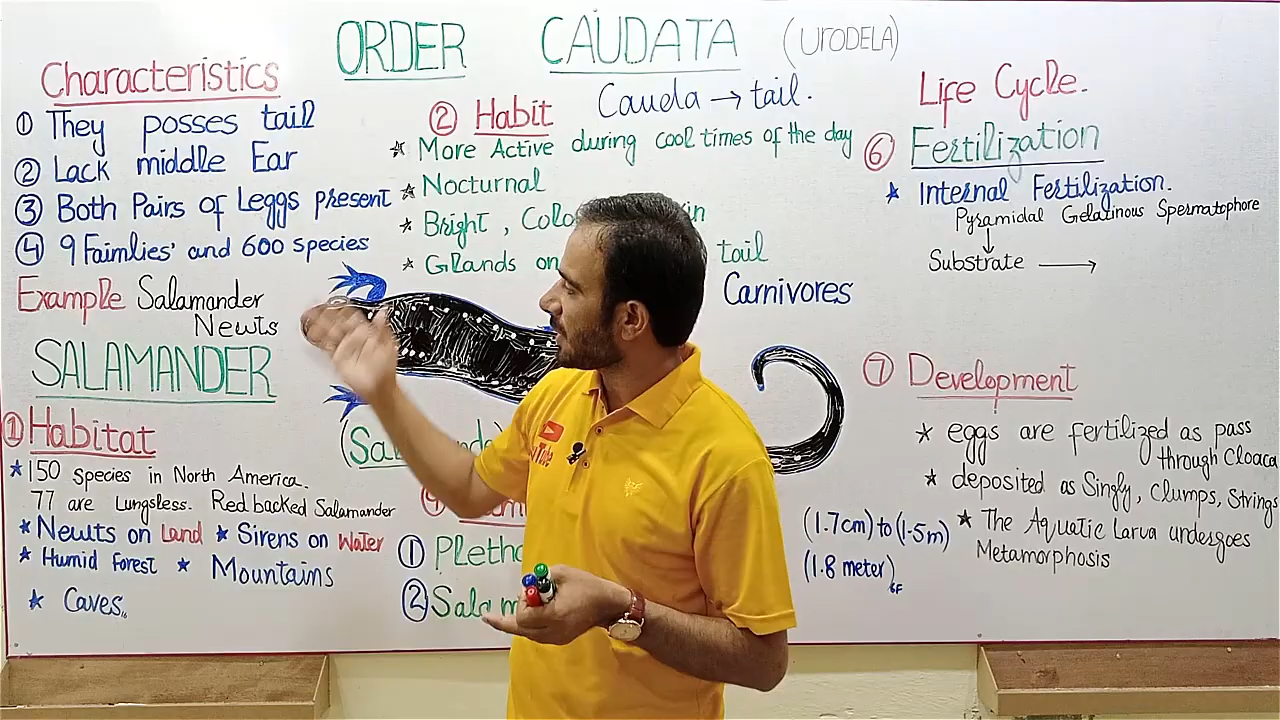 ORDER CAUDATA (UrODELA)
Cauda → tail.
Characteristics
① They posses tail
② Lack middle Ear
③ Both Pairs of Leggs present
④ 9 Faimlies' and 600 species
Example Salamander
Newts
SALAMANDER
① Habitat
* 150 species in North America.
77 are Lungsless. Red backed Salamander
* Newts on Land * Sirens on Water
* Humid Forest * Mountains
* Caves
② Habit
* More Active during cool times of the day
* Nocturnal
* Bright,
* Glands on tail
Carnivores
①
②
(1.7cm) to (1.5m)
(1.8 meter)
Life Cycle.
⑥ Fertilization
* Internal Fertilization.
Pyramidal Gelatinous Spermatophore
↓
Substrate →
⑦ Development
* eggs are fertilized as pass
through Cloaca
* deposited as Singly, Clumps, Strings
* The Aquatic Larva undergoes
Metamorphosis